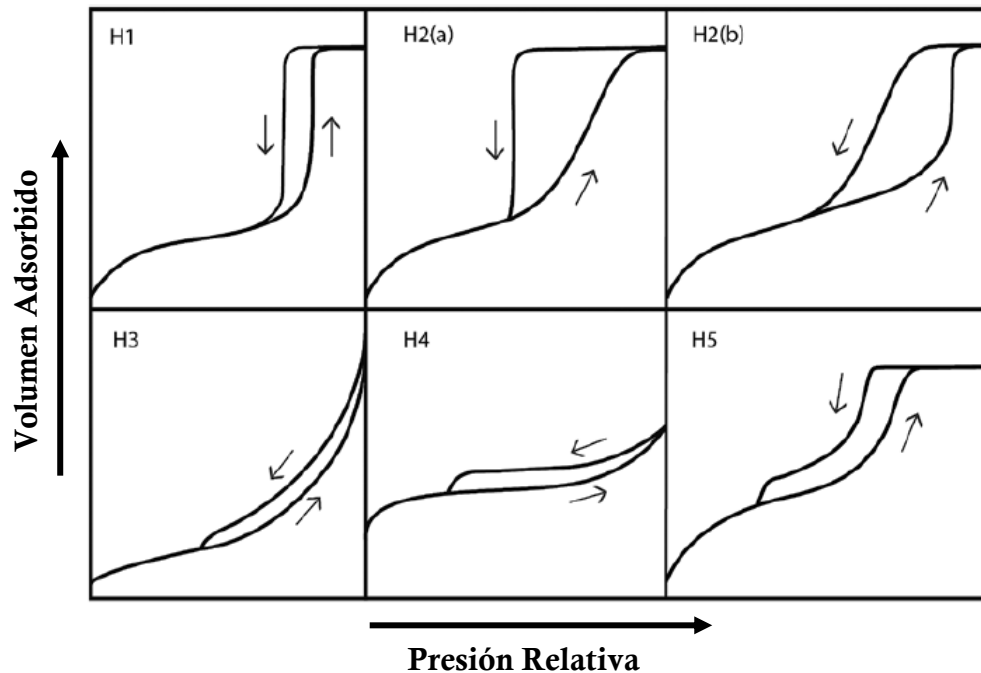 H1
H2(a)
H2(b)
H3
H4
H5
Volumen Adsorbido
Presión Relativa